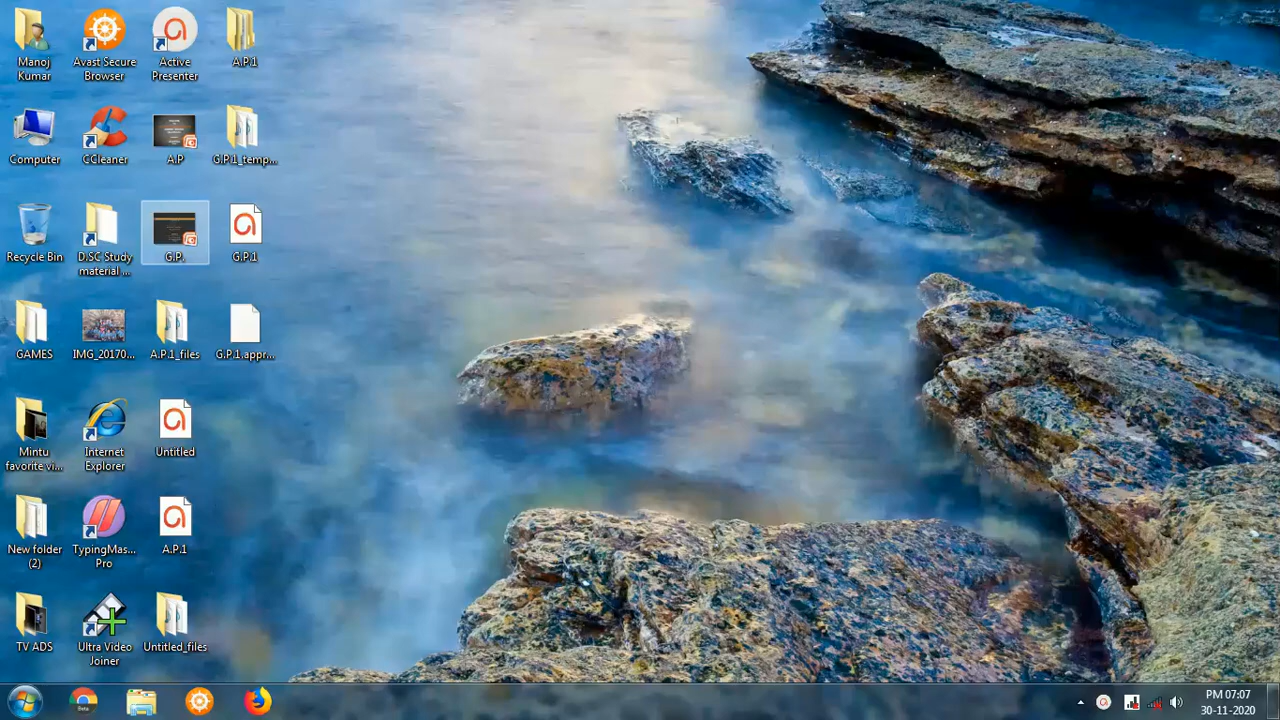 Manoj
Kumar
Avast Secure
Browser
Active
Presenter
A.P.1
Computer
CCleaner
A.P
G.P.1_temp...
Recycle Bin
D.SC Study
material ...
G.P.
G.P.1
GAMES
IMG_20170...
A.P.1_files
G.P.1.appr...
Mintu
favorite vi...
Internet
Explorer
Untitled
New folder
(2)
TypingMas...
Pro
A.P.1
TV ADS
Ultra Video
Joiner
Untitled_files
Beta
PM 07:07
30-11-2020